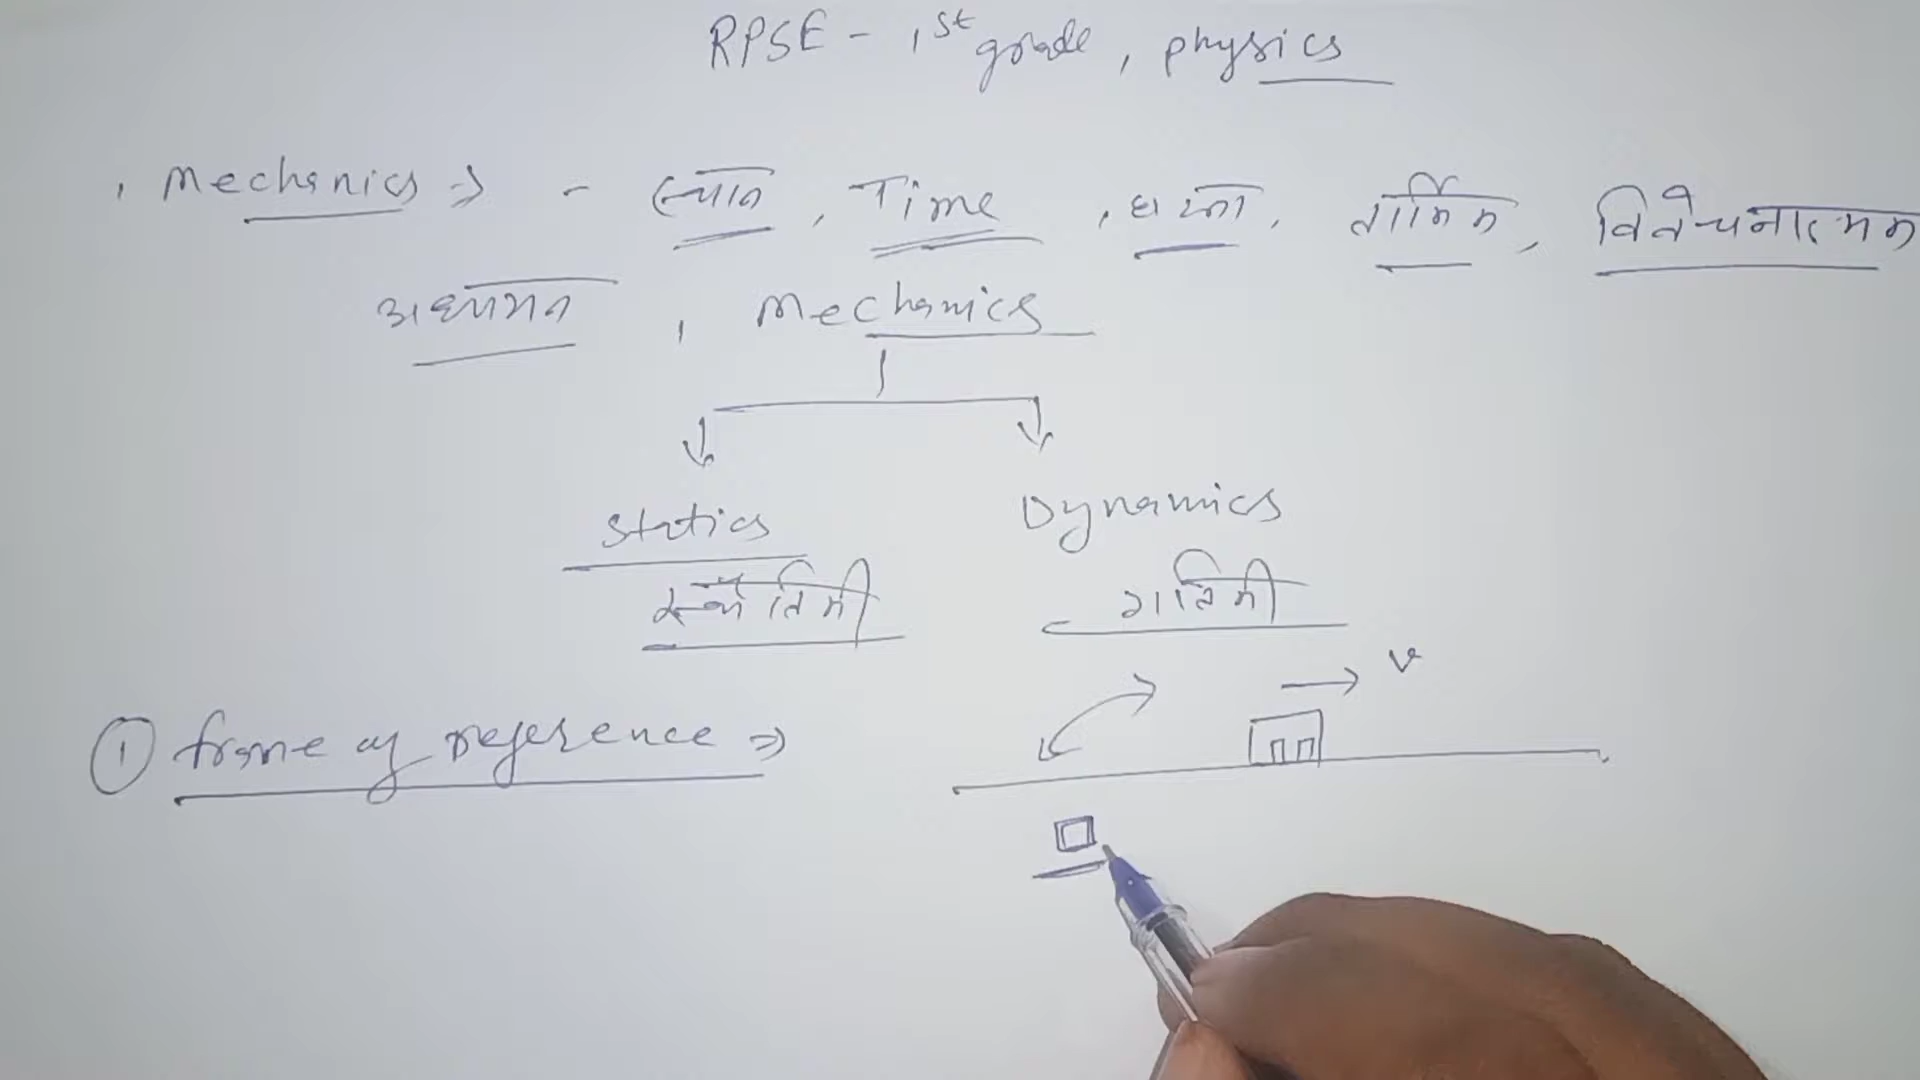 RPSE - 1st grade, physics
, Mechanics ⇒ - स्थान, Time, घटना, तार्किक, विवेचनात्मक
अध्ययन, Mechanics
Statics Dynamics
स्थैतिकी गतिकी
→ v
① frame of reference ⇒